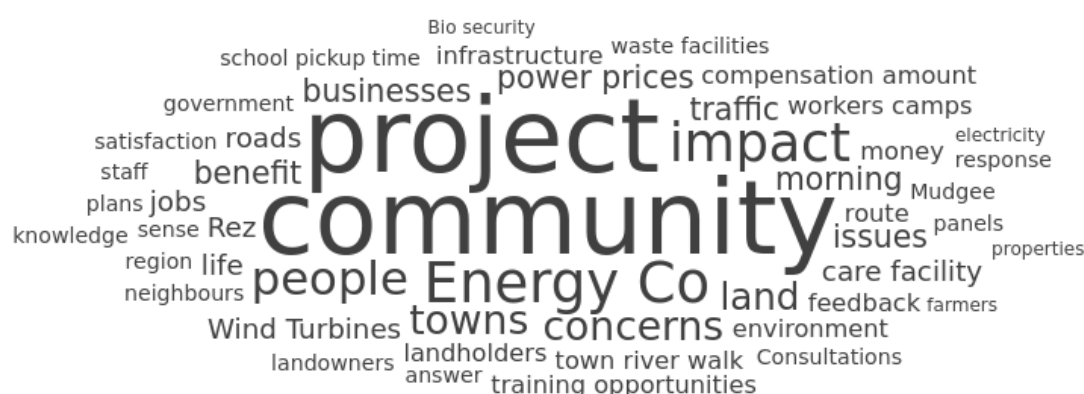 Bio security
school pickup time infrastructure waste facilities
businesses power prices compensation amount
government project traffic workers camps
satisfaction roads impact money electricity
staff benefit morning response
plans jobs community route Mudgee
knowledge sense Rez issues panels
region life people Energy Co care facility properties
neighbours land feedback farmers
Wind Turbines towns concerns environment
landowners landholders town river walk Consultations
answer training opportunities